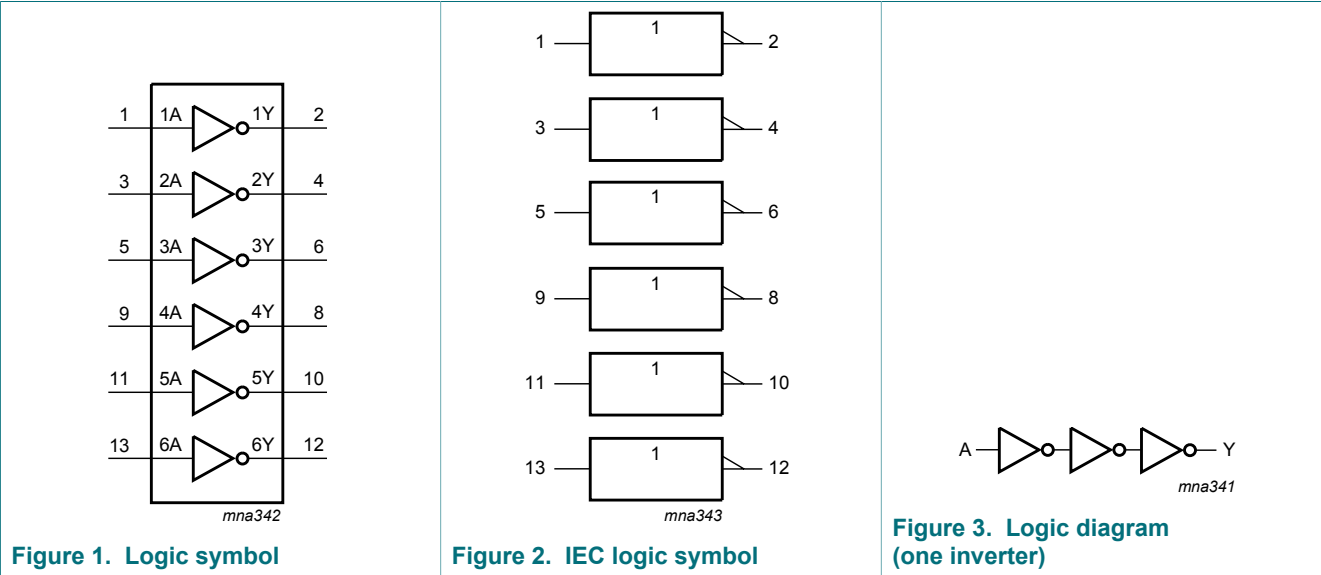 1 1A 1Y 2
3 2A 2Y 4
5 3A 3Y 6
9 4A 4Y 8
11 5A 5Y 10
13 6A 6Y 12
mna342
Figure 1. Logic symbol
1 1 2
3 1 4
5 1 6
9 1 8
11 1 10
13 1 12
mna343
Figure 2. IEC logic symbol
A Y
mna341
Figure 3. Logic diagram
(one inverter)